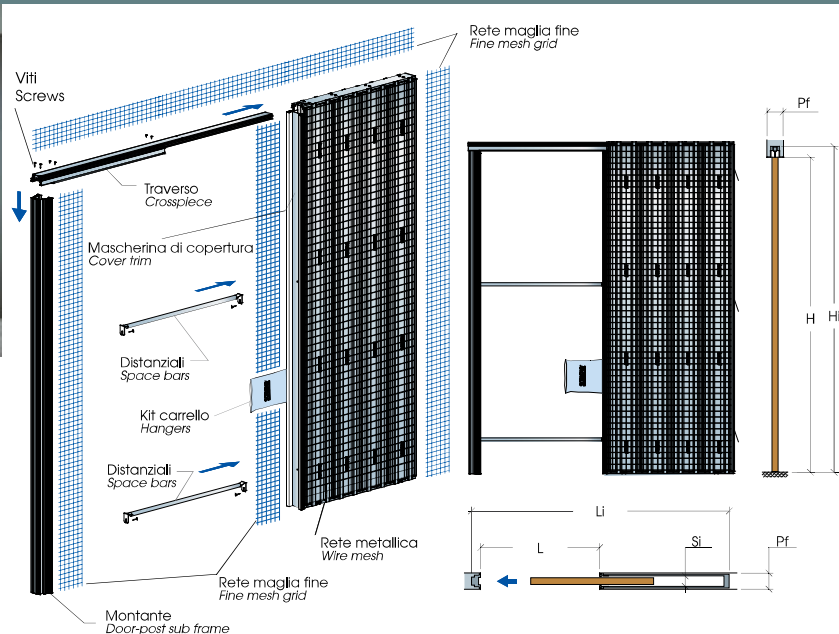 Rete maglia fine
Fine mesh grid
Viti
Screws
Traverso
Crosspiece
Mascherina di copertura
Cover trim
Distanziali
Space bars
Kit carrello
Hangers
Distanziali
Space bars
Rete metallica
Wire mesh
Rete maglia fine
Fine mesh grid
Montante
Door-post sub frame
Pf
H
Hi
Li
L
Si
Pf